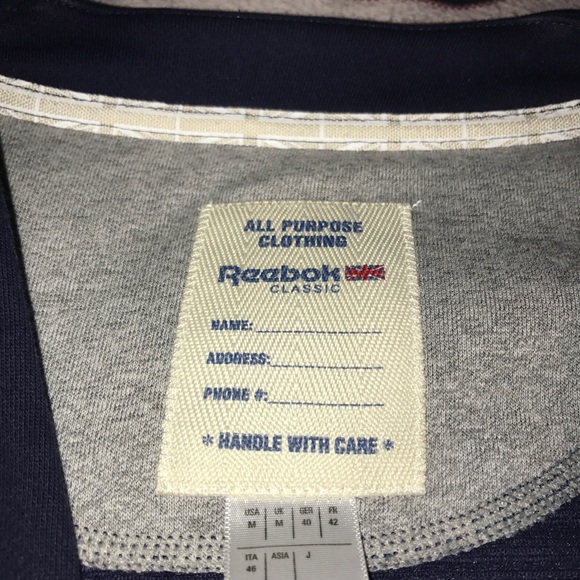 ALL PURPOSE
CLOTHING
Reebok
CLASSIC
NAME:
ADDRESS:
PHONE #:
* HANDLE WITH CARE *
USA UK GER FR
M M 40 42
ITA ASIA J
46